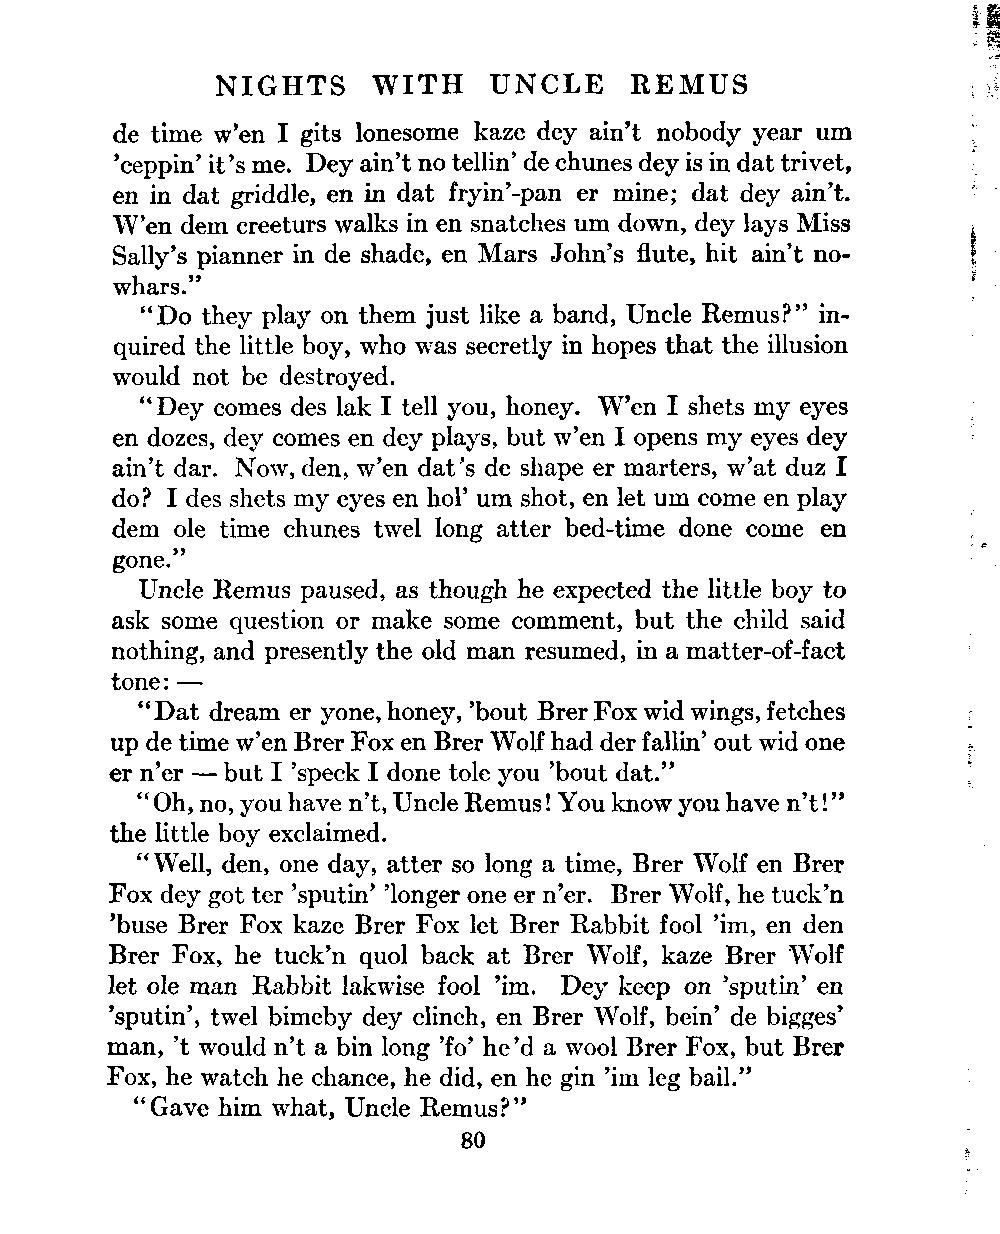 NIGHTS WITH UNCLE REMUS
de time w'en I gits lonesome kaze dey ain't nobody year um
'ceppin' it's me. Dey ain't no tellin' de chunes dey is in dat trivet,
en in dat griddle, en in dat fryin'-pan er mine; dat dey ain't.
W'en dem creeturs walks in en snatches um down, dey lays Miss
Sally's pianner in de shade, en Mars John's flute, hit ain't no-
whars."
"Do they play on them just like a band, Uncle Remus?" in-
quired the little boy, who was secretly in hopes that the illusion
would not be destroyed.
"Dey comes des lak I tell you, honey. W'en I shets my eyes
en dozes, dey comes en dey plays, but w'en I opens my eyes dey
ain't dar. Now, den, w'en dat's de shape er marters, w'at duz I
do? I des shets my eyes en hol' um shot, en let um come en play
dem ole time chunes twel long atter bed-time done come en
gone."
Uncle Remus paused, as though he expected the little boy to
ask some question or make some comment, but the child said
nothing, and presently the old man resumed, in a matter-of-fact
tone: —
"Dat dream er yone, honey, 'bout Brer Fox wid wings, fetches
up de time w'en Brer Fox en Brer Wolf had der fallin' out wid one
er n'er — but I 'speck I done tole you 'bout dat."
"Oh, no, you have n't, Uncle Remus! You know you have n't!"
the little boy exclaimed.
"Well, den, one day, atter so long a time, Brer Wolf en Brer
Fox dey got ter 'sputin' 'longer one er n'er. Brer Wolf, he tuck'n
'buse Brer Fox kaze Brer Fox let Brer Rabbit fool 'im, en den
Brer Fox, he tuck'n quol back at Brer Wolf, kaze Brer Wolf
let ole man Rabbit lakwise fool 'im. Dey keep on 'sputin' en
'sputin', twel bimeby dey clinch, en Brer Wolf, bein' de bigges'
man, 't would n't a bin long 'fo' he'd a wool Brer Fox, but Brer
Fox, he watch he chance, he did, en he gin 'im leg bail."
"Gave him what, Uncle Remus?"
80